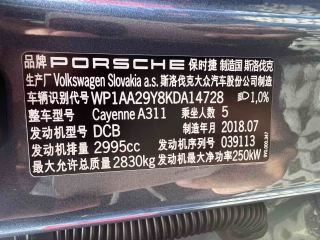 品牌 PORSCHE 保时捷 制造国 斯洛伐克
生产厂 Volkswagen Slovakia a.s. 斯洛伐克大众汽车股份公司制造
车辆识别代号 WP1AA29Y8KDA14728 1,0%
整车型号 Cayenne A311 乘坐人数 5
发动机型号 DCB 制造年月 2018.07
发动机排量 2995cc 发动机号 039113
最大允许总质量 2830kg 发动机最大净功率 250kW